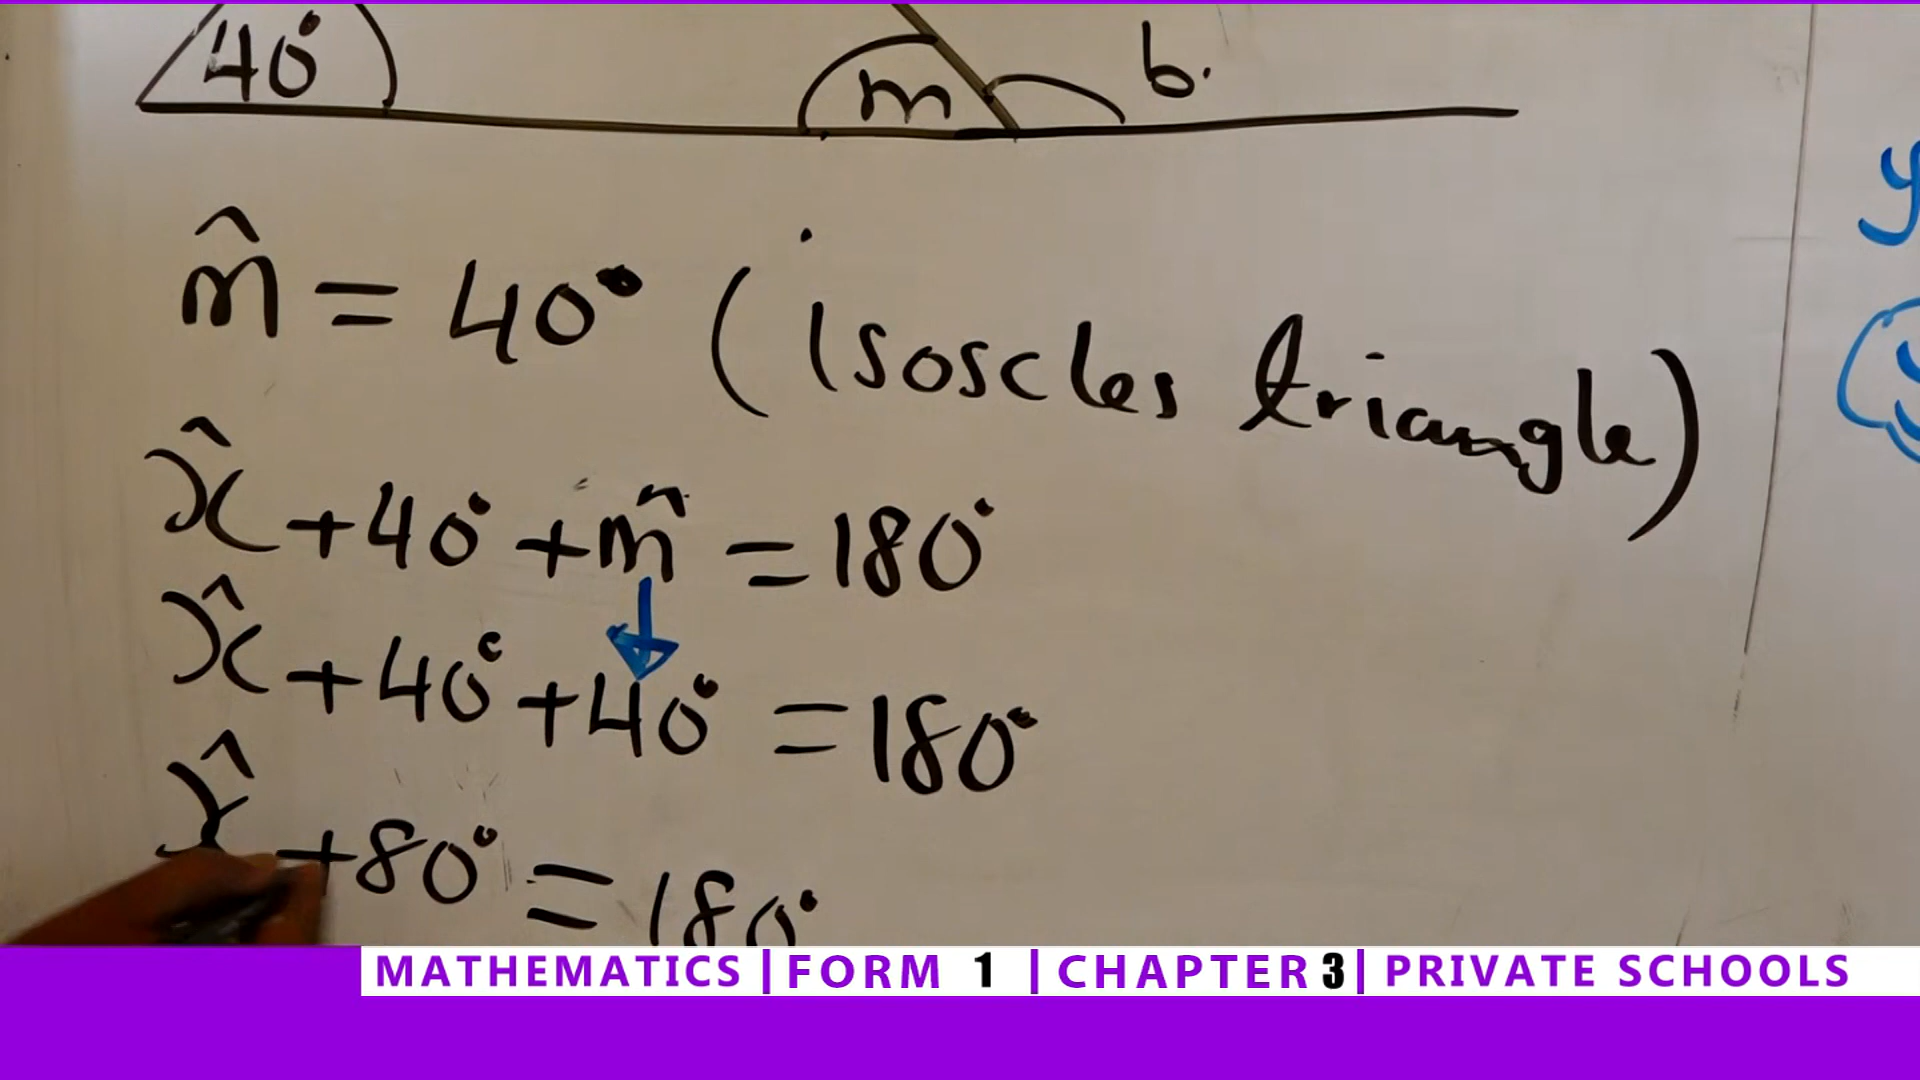 40° m b.
m̂ = 40° (isoscles triangle)
x̂ + 40° + m̂ = 180°
x̂ + 40° + 40° = 180°
x̂ + 80° = 180°
y
MATHEMATICS | FORM 1 | CHAPTER 3 | PRIVATE SCHOOLS